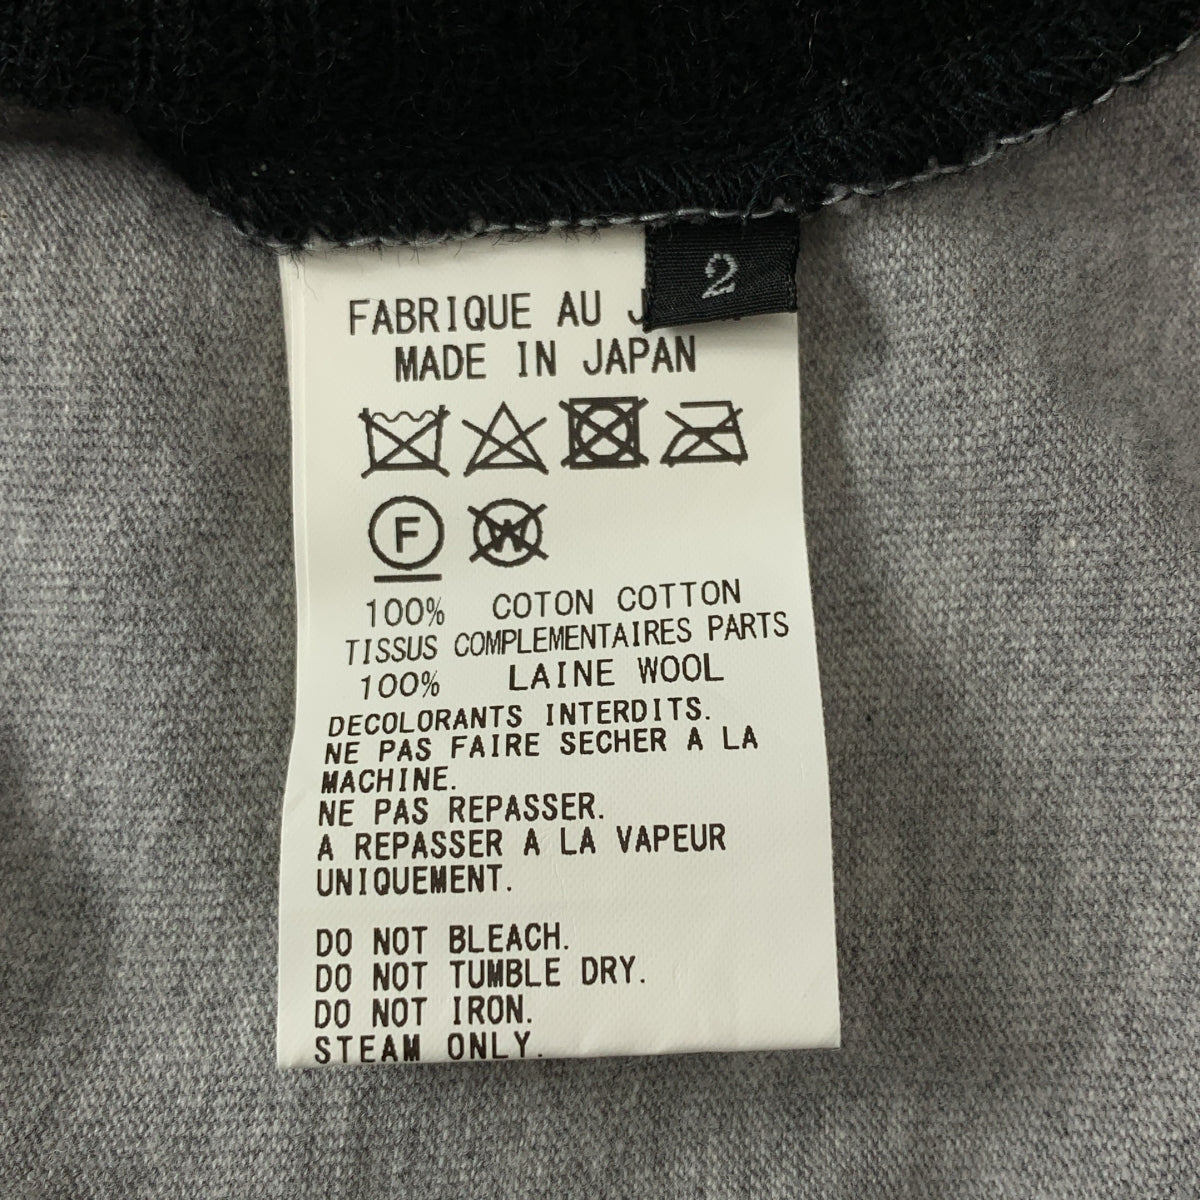 2
FABRIQUE AU
MADE IN JAPAN
F
W
100% COTON COTTON
TISSUS COMPLEMENTAIRES PARTS
100% LAINE WOOL
DECOLORANTS INTERDITS.
NE PAS FAIRE SECHER A LA
MACHINE.
NE PAS REPASSER.
A REPASSER A LA VAPEUR
UNIQUEMENT.
DO NOT BLEACH.
DO NOT TUMBLE DRY.
DO NOT IRON.
STEAM ONLY.